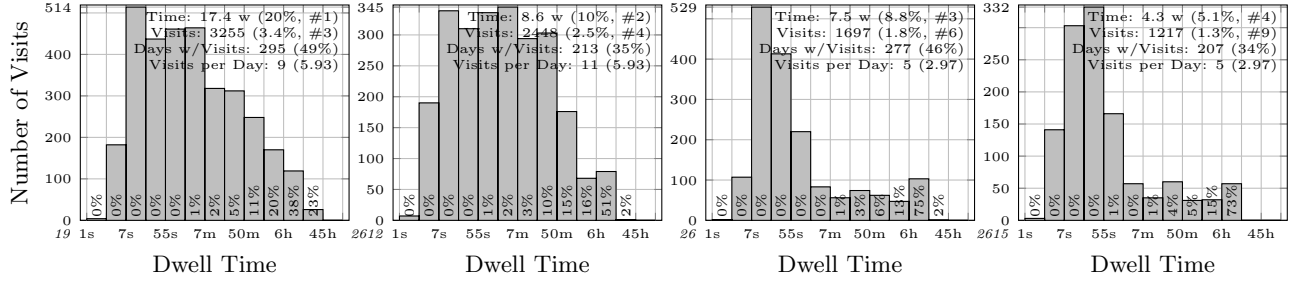 Number of Visits
514
400
300
200
100
0
Time: 17.4 w (20%, #1)
Visits: 3255 (3.4%, #3)
Days w/Visits: 295 (49%)
Visits per Day: 9 (5.93)
0% 0% 0% 0% 0% 1% 2% 5% 11% 20% 38% 23%
19 1s 7s 55s 7m 50m 6h 45h
Dwell Time
345
300
250
200
150
100
50
0
Time: 8.6 w (10%, #2)
Visits: 2448 (2.5%, #4)
Days w/Visits: 213 (35%)
Visits per Day: 11 (5.93)
0% 0% 0% 0% 1% 2% 3% 10% 15% 16% 51% 2%
2612 1s 7s 55s 7m 50m 6h 45h
Dwell Time
529
400
300
200
100
0
Time: 7.5 w (8.8%, #3)
Visits: 1697 (1.8%, #6)
Days w/Visits: 277 (46%)
Visits per Day: 5 (2.97)
0% 0% 0% 0% 0% 0% 1% 3% 6% 13% 75% 2%
26 1s 7s 55s 7m 50m 6h 45h
Dwell Time
332
250
200
150
100
50
0
Time: 4.3 w (5.1%, #4)
Visits: 1217 (1.3%, #9)
Days w/Visits: 207 (34%)
Visits per Day: 5 (2.97)
0% 0% 0% 0% 1% 0% 1% 4% 5% 15% 73%
2615 1s 7s 55s 7m 50m 6h 45h
Dwell Time